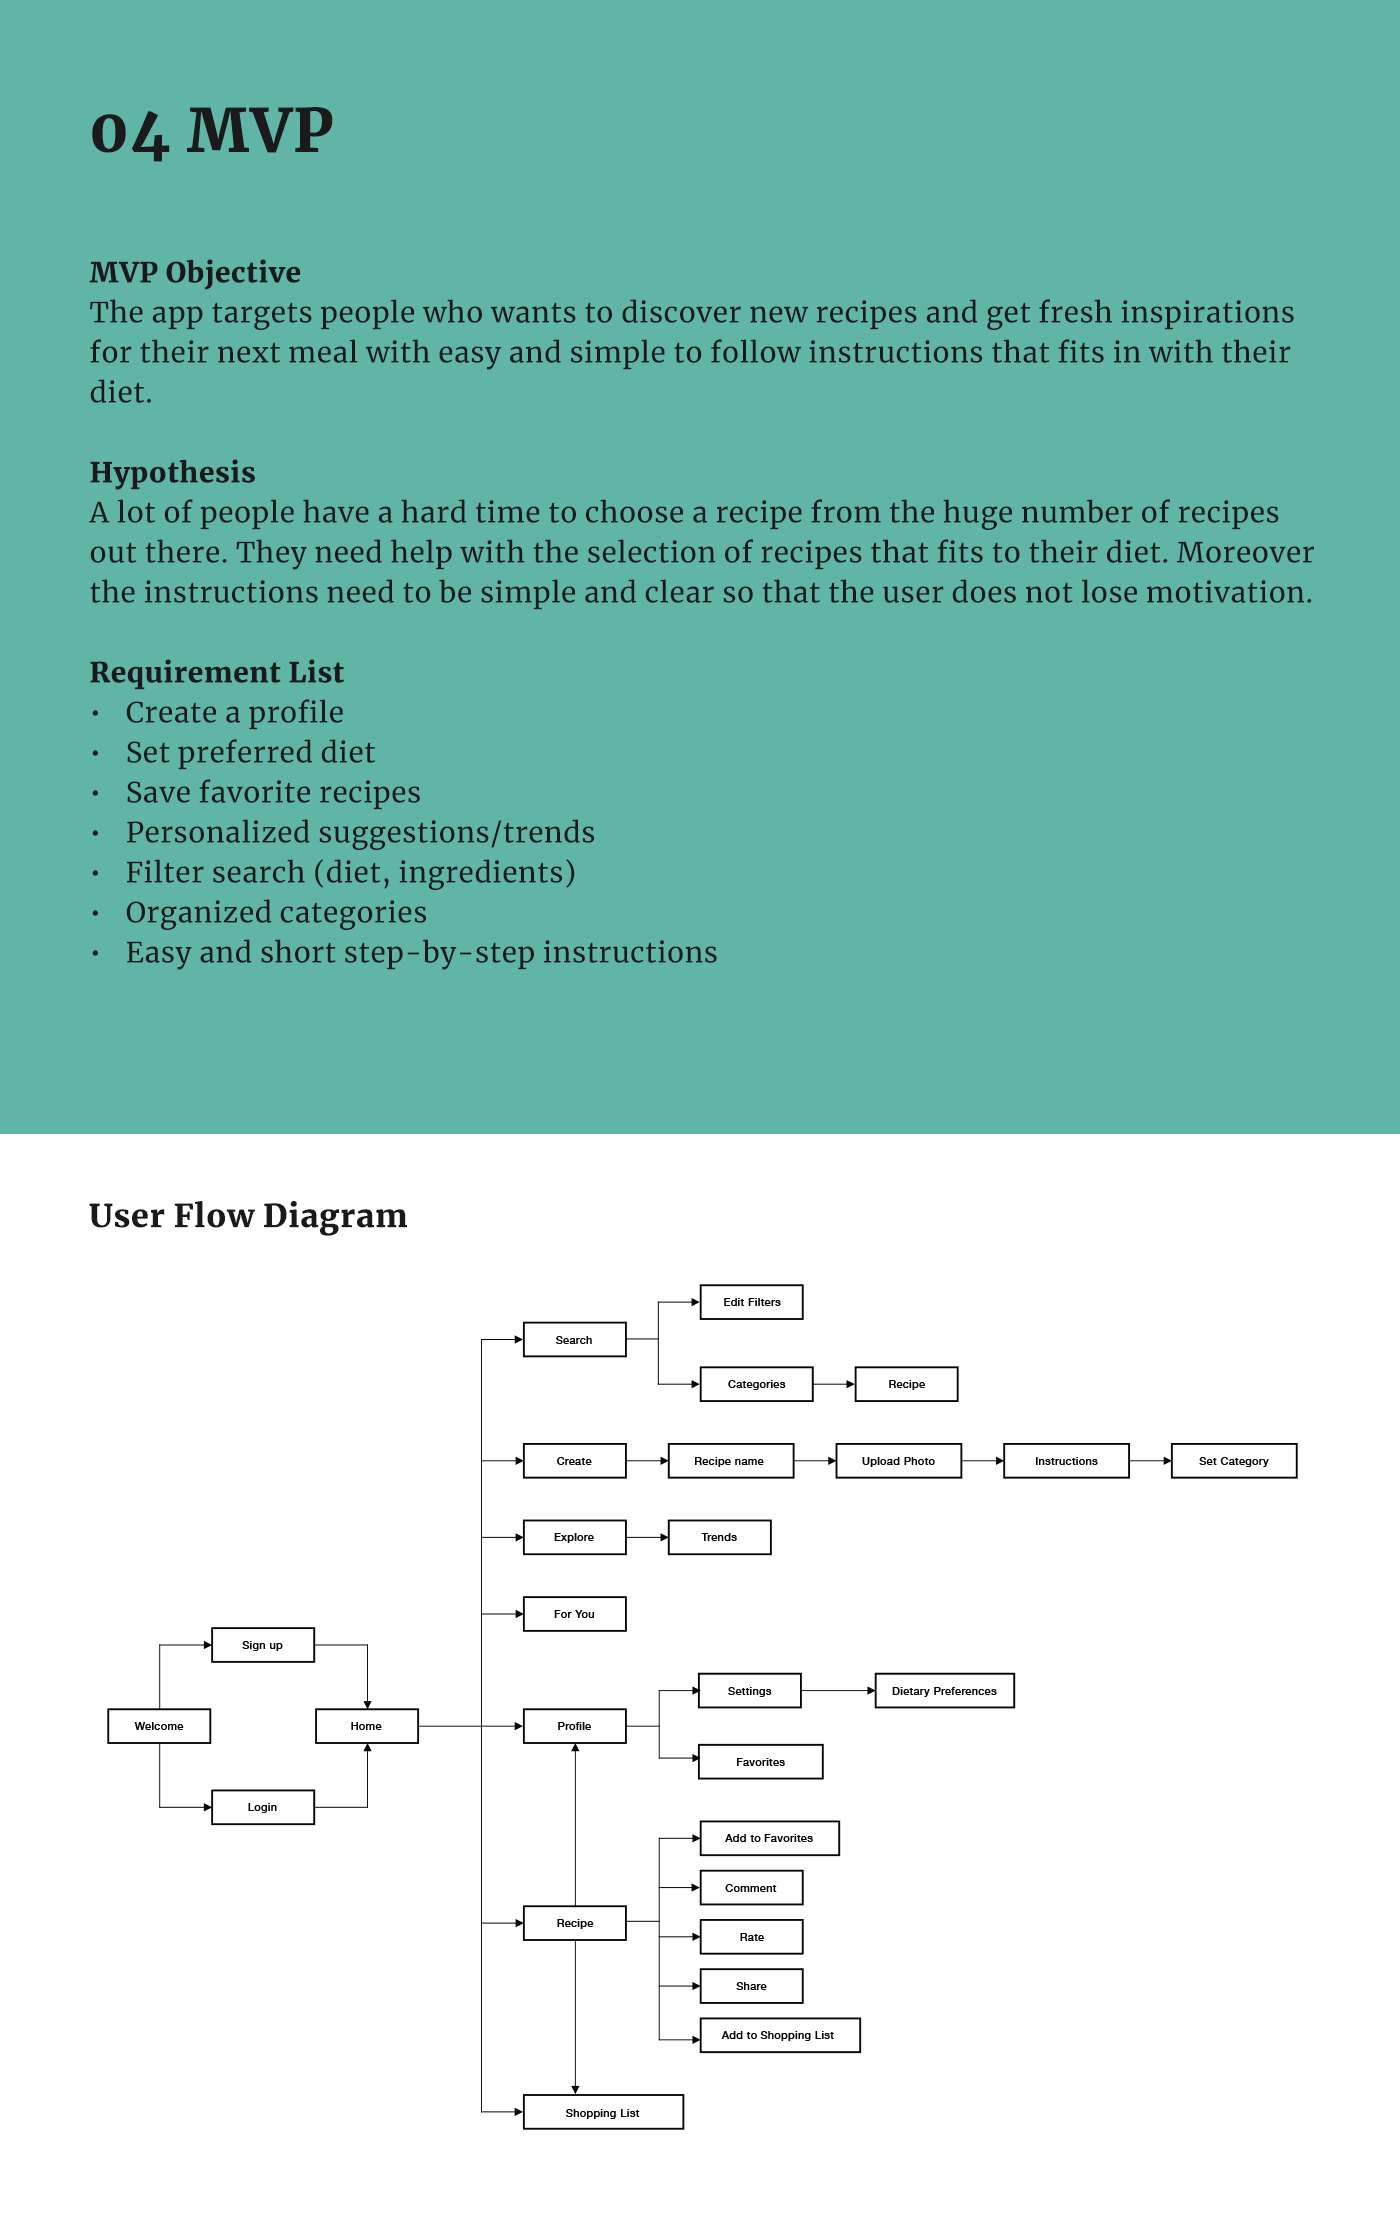 04 MVP
MVP Objective
The app targets people who wants to discover new recipes and get fresh inspirations
for their next meal with easy and simple to follow instructions that fits in with their
diet.
Hypothesis
A lot of people have a hard time to choose a recipe from the huge number of recipes
out there. They need help with the selection of recipes that fits to their diet. Moreover
the instructions need to be simple and clear so that the user does not lose motivation.
Requirement List
• Create a profile
• Set preferred diet
• Save favorite recipes
• Personalized suggestions/trends
• Filter search (diet, ingredients)
• Organized categories
• Easy and short step-by-step instructions
User Flow Diagram
Edit Filters
Search
Categories
Recipe
Create
Recipe name
Upload Photo
Instructions
Set Category
Explore
Trends
For You
Sign up
Settings
Dietary Preferences
Welcome
Home
Profile
Favorites
Login
Add to Favorites
Comment
Recipe
Rate
Share
Add to Shopping List
Shopping List